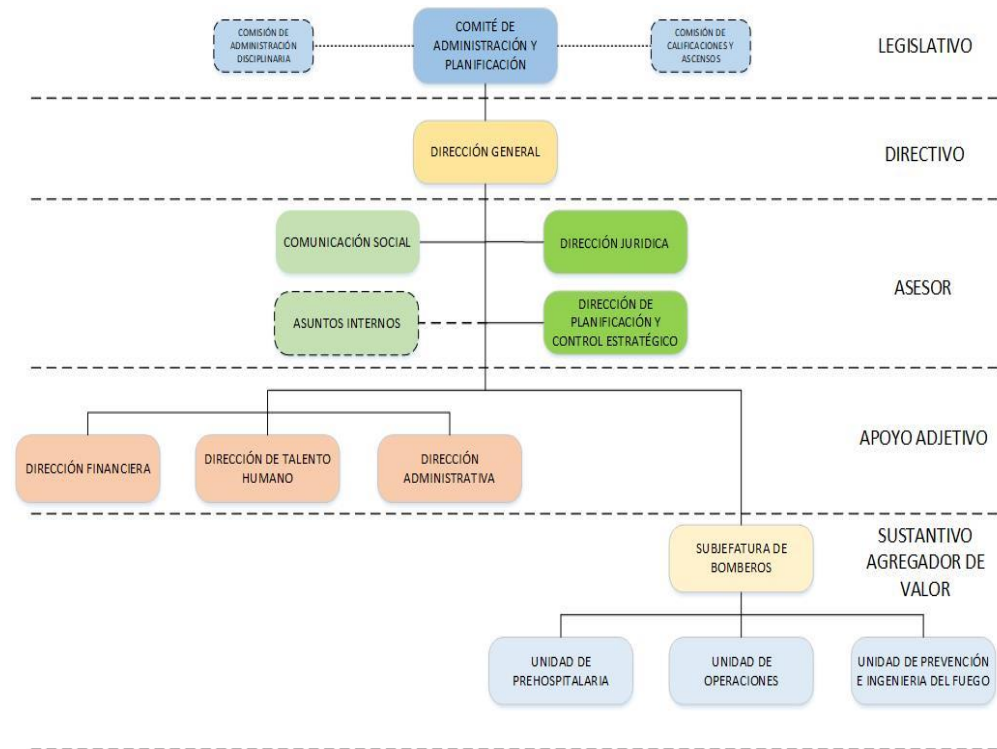 COMISIÓN DE
ADMINISTRACIÓN
DISCIPLINARIA
COMITÉ DE
ADMINISTRACIÓN Y
PLANIFICACIÓN
COMISIÓN DE
CALIFICACIONES Y
ASCENSOS
LEGISLATIVO
DIRECCIÓN GENERAL
DIRECTIVO
COMUNICACIÓN SOCIAL
DIRECCIÓN JURIDICA
ASESOR
ASUNTOS INTERNOS
DIRECCIÓN DE
PLANIFICACIÓN Y
CONTROL ESTRATÉGICO
APOYO ADJETIVO
DIRECCIÓN FINANCIERA
DIRECCIÓN DE TALENTO
HUMANO
DIRECCIÓN
ADMINISTRATIVA
SUBJEFATURA DE
BOMBEROS
SUSTANTIVO
AGREGADOR DE
VALOR
UNIDAD DE
PREHOSPITALARIA
UNIDAD DE
OPERACIONES
UNIDAD DE PREVENCIÓN
E INGENIERIA DEL FUEGO